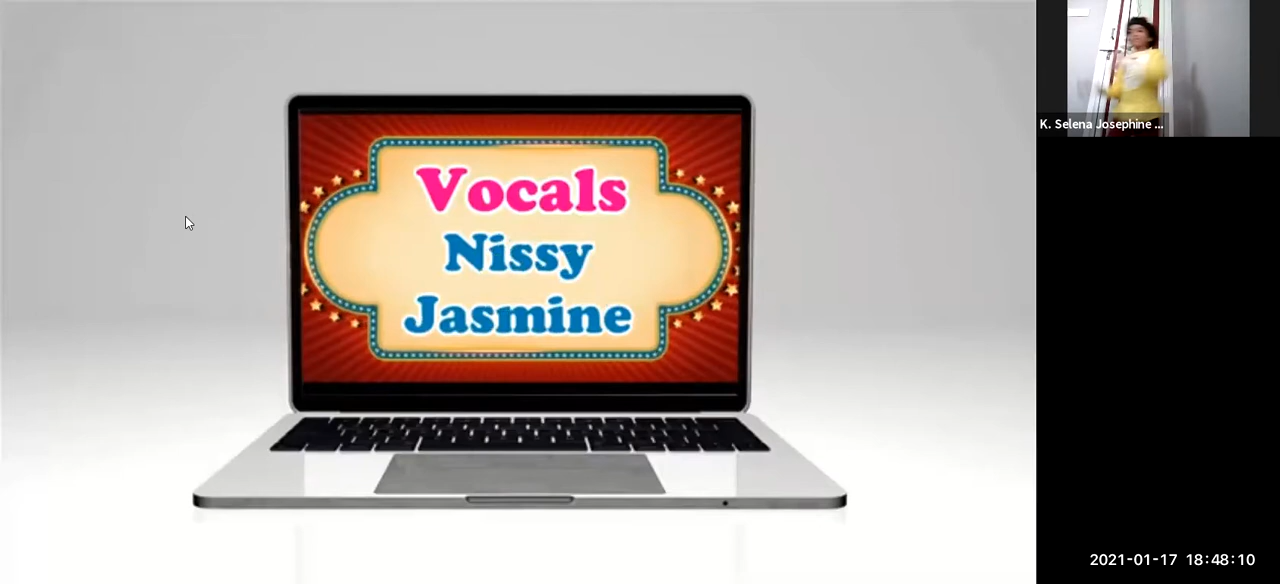 Vocals
Nissy
Jasmine
K. Selena Josephine ...
2021-01-17 18:48:10